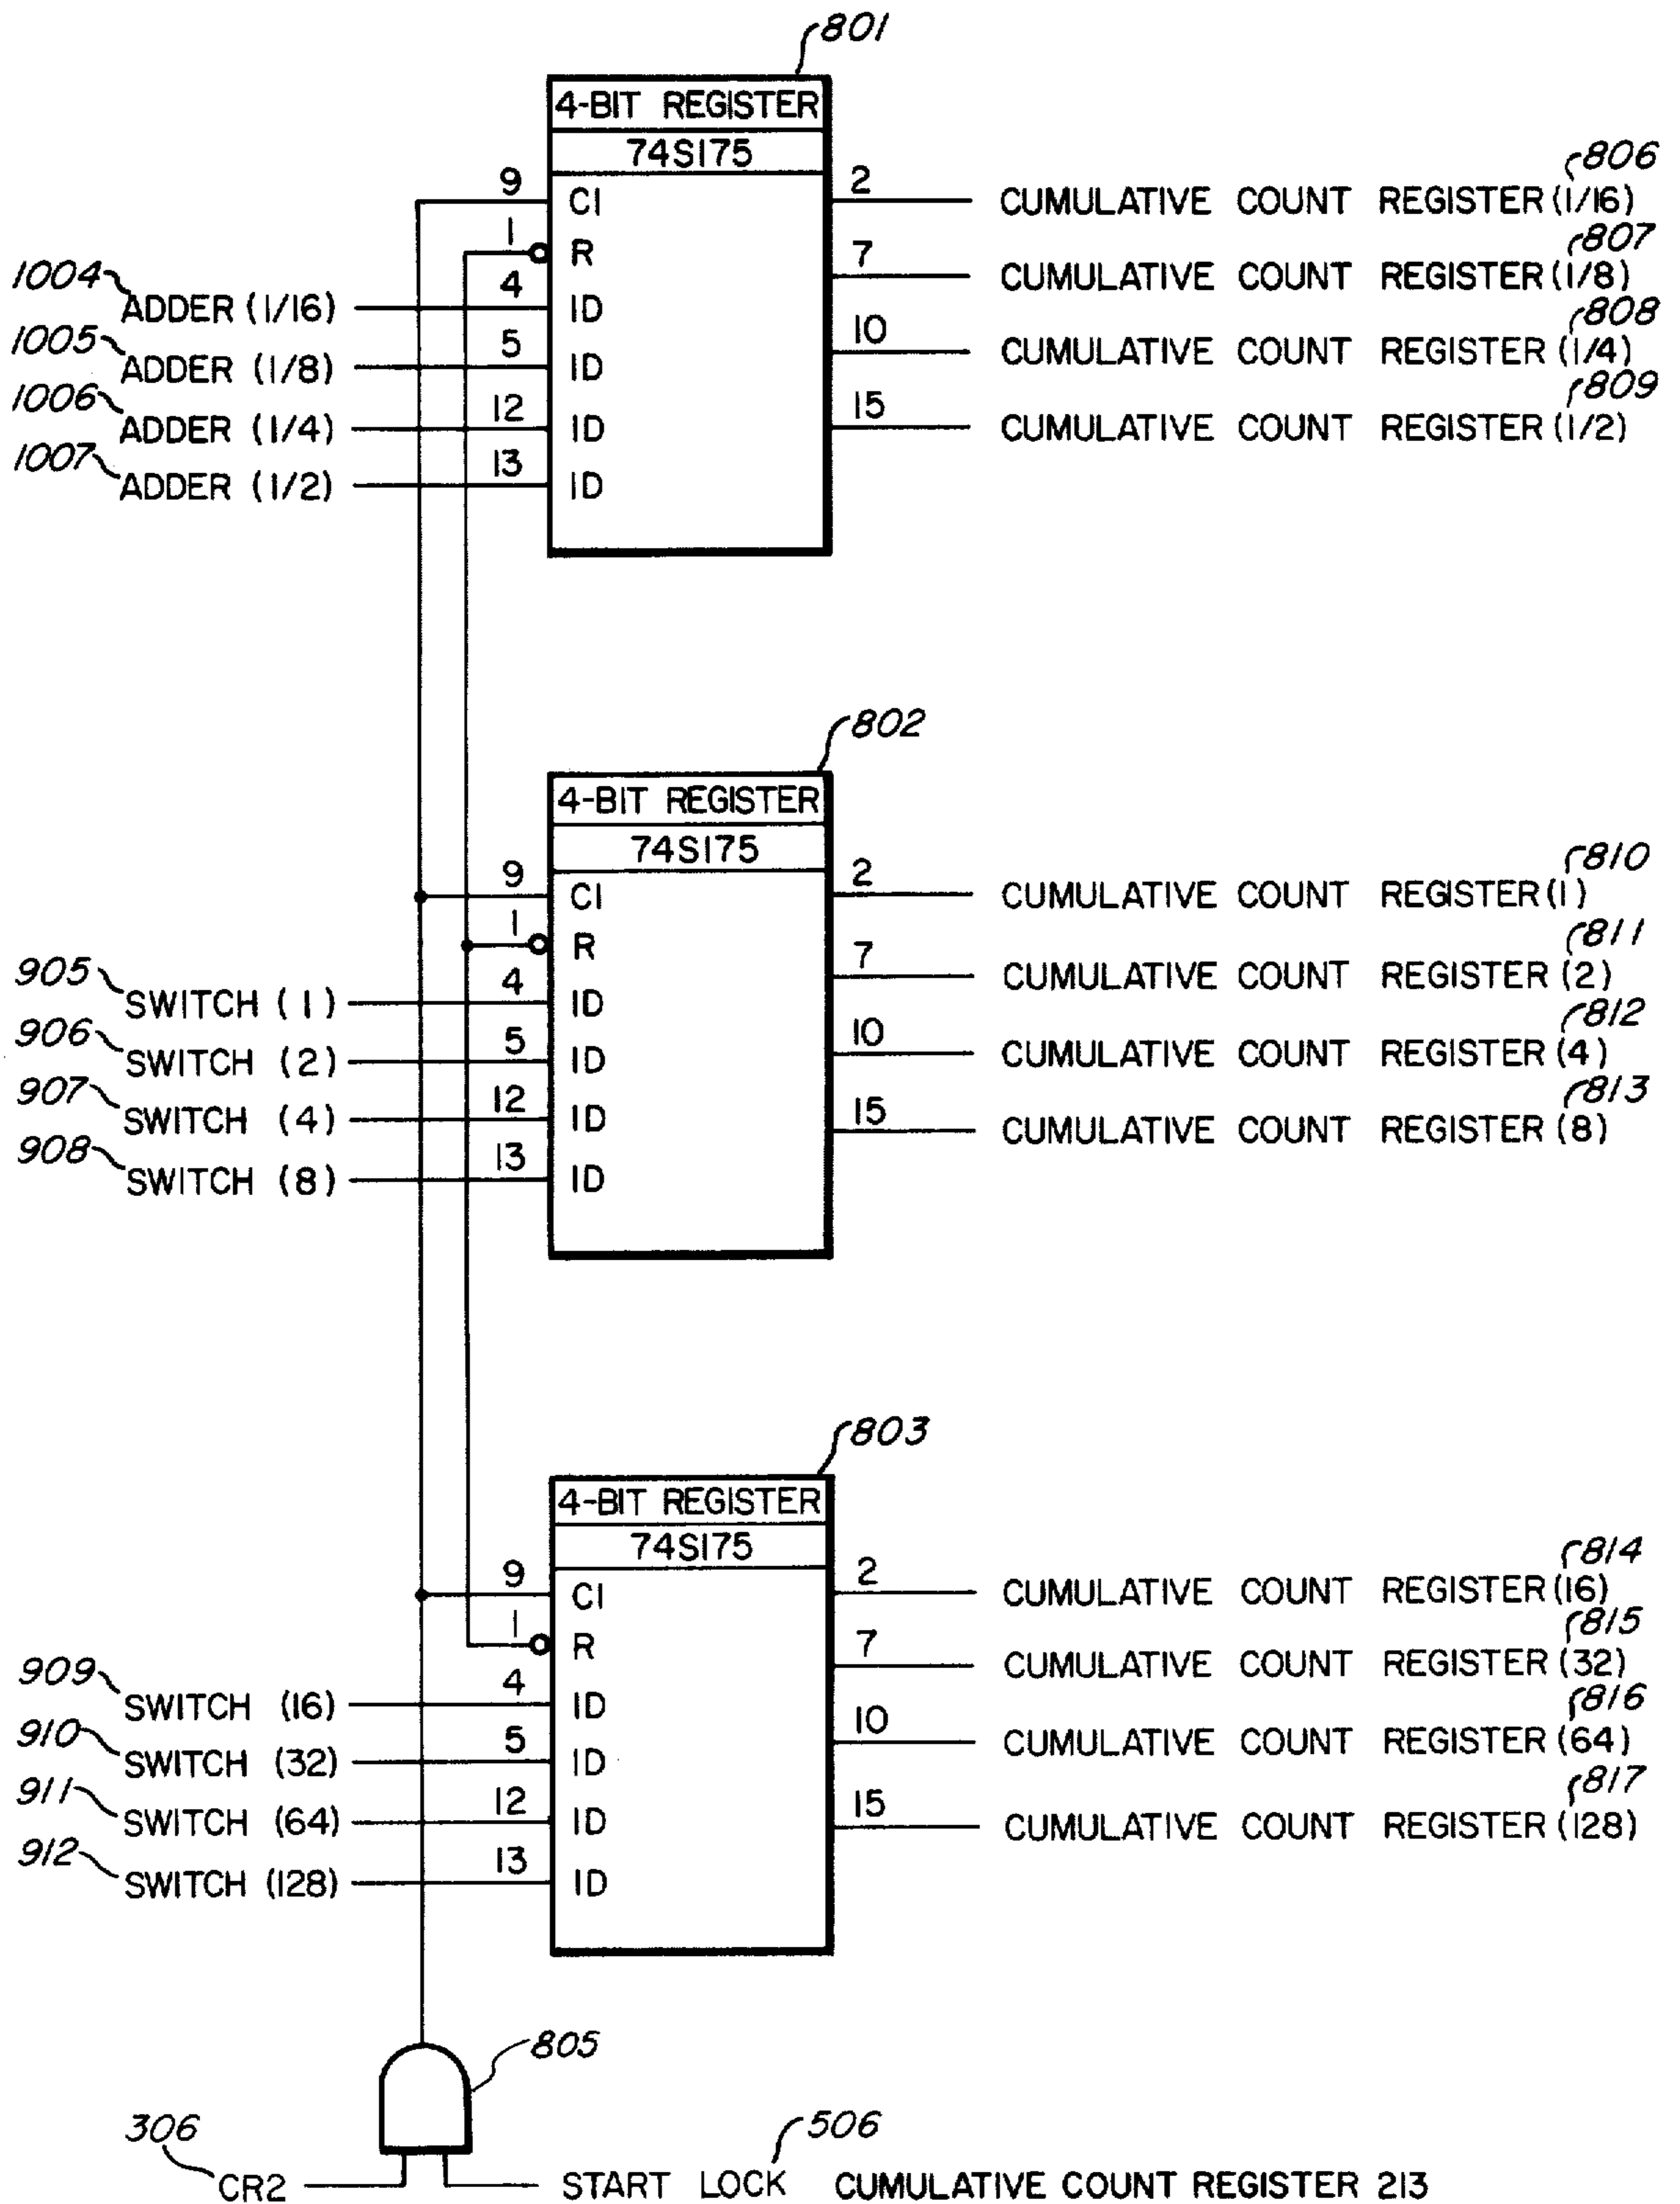 801
4-BIT REGISTER
74S175
9 CI
1 R
1004 ADDER (1/16) 4 ID
1005 ADDER (1/8) 5 ID
1006 ADDER (1/4) 12 ID
1007 ADDER (1/2) 13 ID
2 CUMULATIVE COUNT REGISTER (1/16) 806
7 CUMULATIVE COUNT REGISTER (1/8) 807
10 CUMULATIVE COUNT REGISTER (1/4) 808
15 CUMULATIVE COUNT REGISTER (1/2) 809
802
4-BIT REGISTER
74S175
9 CI
1 R
905 SWITCH (1) 4 ID
906 SWITCH (2) 5 ID
907 SWITCH (4) 12 ID
908 SWITCH (8) 13 ID
2 CUMULATIVE COUNT REGISTER (1) 810
7 CUMULATIVE COUNT REGISTER (2) 811
10 CUMULATIVE COUNT REGISTER (4) 812
15 CUMULATIVE COUNT REGISTER (8) 813
803
4-BIT REGISTER
74S175
9 CI
1 R
909 SWITCH (16) 4 ID
910 SWITCH (32) 5 ID
911 SWITCH (64) 12 ID
912 SWITCH (128) 13 ID
2 CUMULATIVE COUNT REGISTER (16) 814
7 CUMULATIVE COUNT REGISTER (32) 815
10 CUMULATIVE COUNT REGISTER (64) 816
15 CUMULATIVE COUNT REGISTER (128) 817
805
306 CR2
START LOCK 506
CUMULATIVE COUNT REGISTER 213